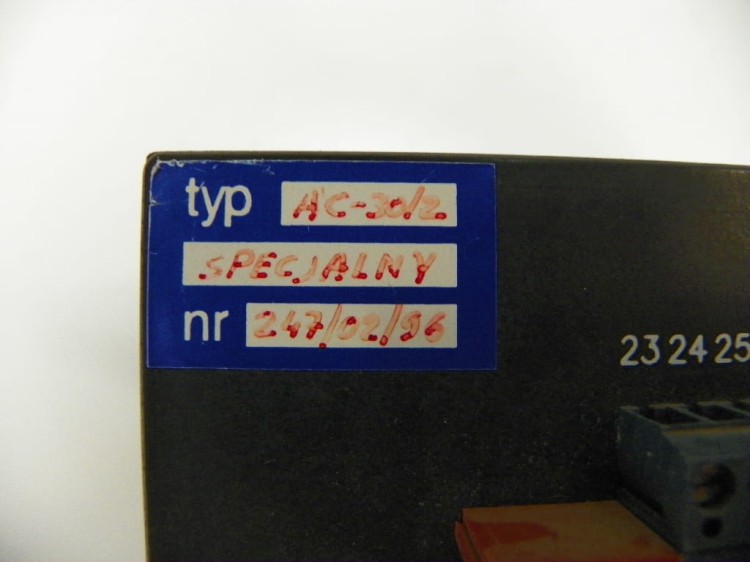 typ AC-30/2
SPECJALNY
nr 247/02/96
23 24 25